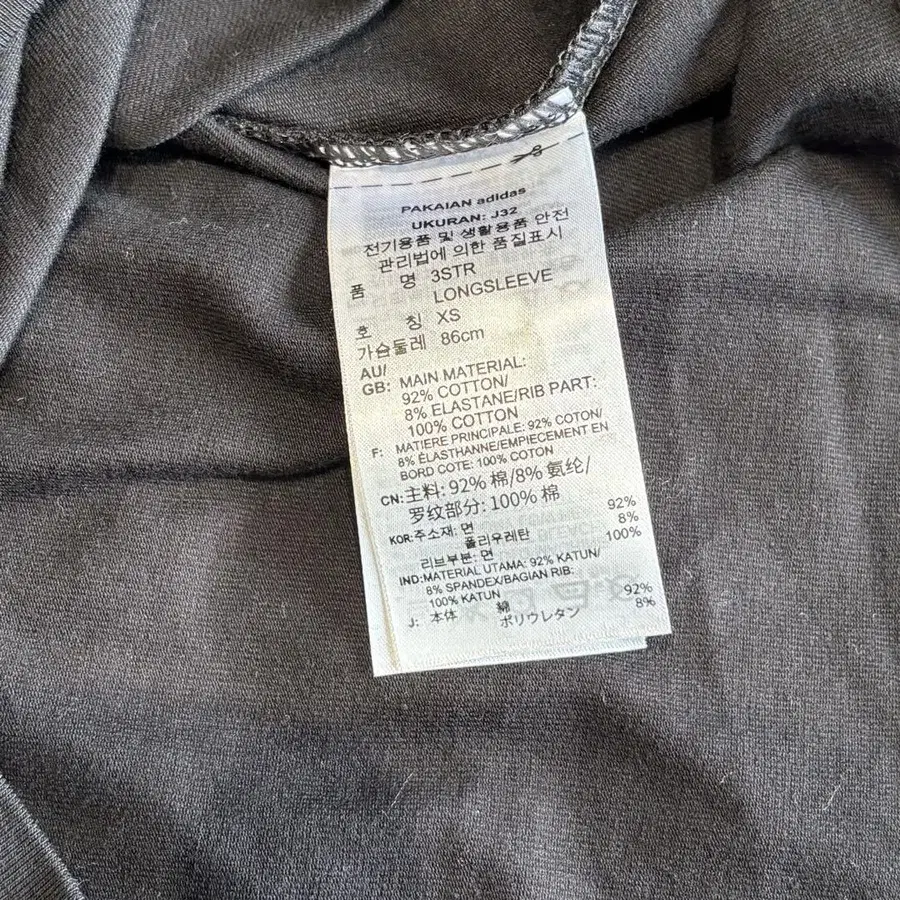 PAKAIAN adidas
UKURAN: J32
전기용품 및 생활용품 안전
관리법에 의한 품질표시
품 명 3STR
LONGSLEEVE
호 칭 XS
가슴둘레 86cm
AU/
GB: MAIN MATERIAL:
92% COTTON/
8% ELASTANE/RIB PART:
100% COTTON
F: MATIERE PRINCIPALE: 92% COTON/
8% ÉLASTHANNE/EMPIECEMENT EN
BORD COTE: 100% COTON
CN: 主料: 92% 棉/8% 氨纶/
罗纹部分: 100% 棉
KOR: 주소재: 면 92%
폴리우레탄 8%
리브부분: 면 100%
IND: MATERIAL UTAMA: 92% KATUN/
8% SPANDEX/BAGIAN RIB:
100% KATUN
J: 本体 綿 92%
ポリウレタン 8%